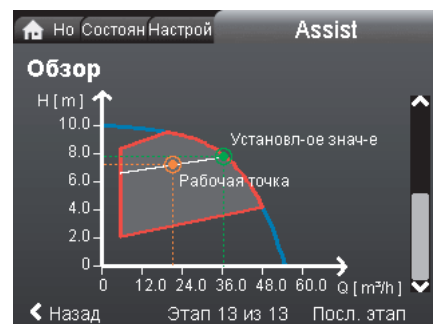 Но Состоян Настрой Assist
Обзор
H [ m ]
10.0
8.0
6.0
4.0
2.0
0
Установл-ое знач-е
Рабочая точка
0 12.0 24.0 36.0 48.0 60.0 Q [ m³/h ]
Назад Этап 13 из 13 Посл. этап